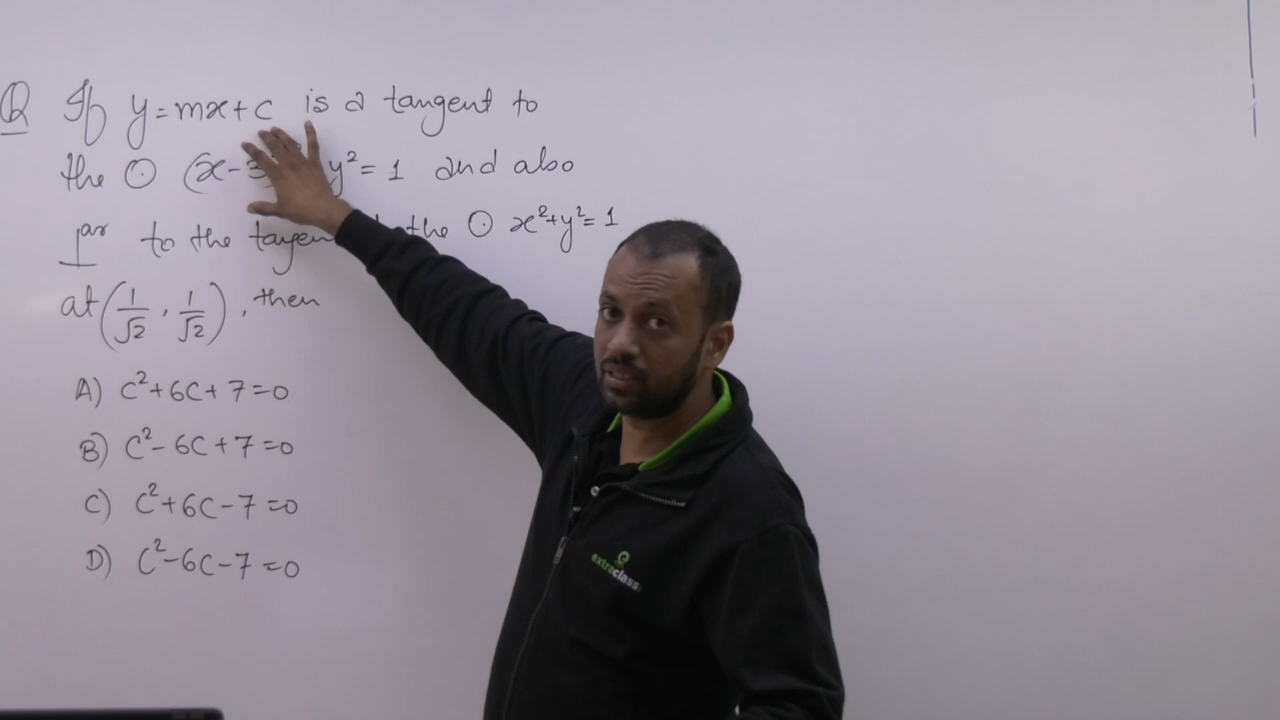 Q If y=mx+c is a tangent to
the ⊙ (x-3 y²=1 and also
⊥ar to the tangen the ⊙ x²+y²=1
at (1/√2, 1/√2), then
A) c²+6c+7=0
B) c²-6c+7=0
C) c²+6c-7=0
D) c²-6c-7=0
extraclass